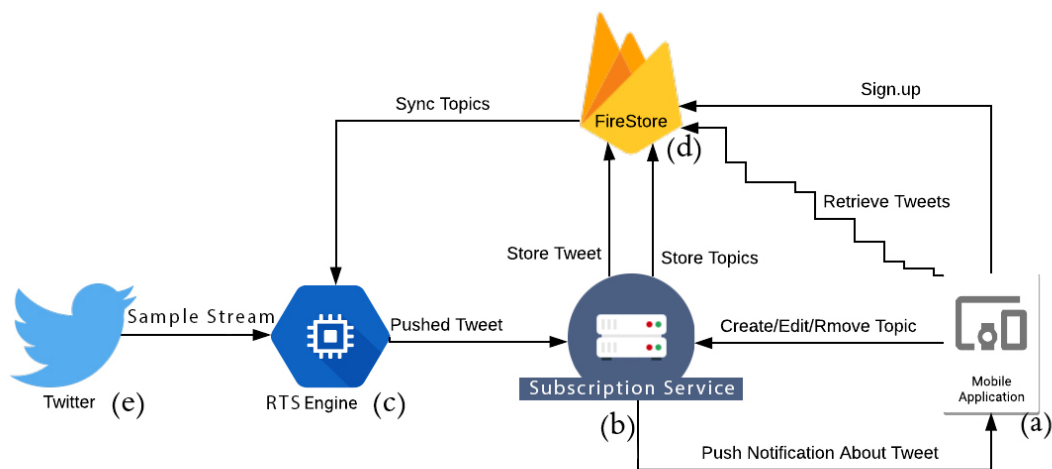 Sign.up
Sync Topics
FireStore
(d)
Retrieve Tweets
Store Tweet
Store Topics
Sample Stream
Pushed Tweet
Create/Edit/Rmove Topic
Mobile
Application
Subscription Service
Twitter
(e)
RTS Engine
(c)
(b)
(a)
Push Notification About Tweet